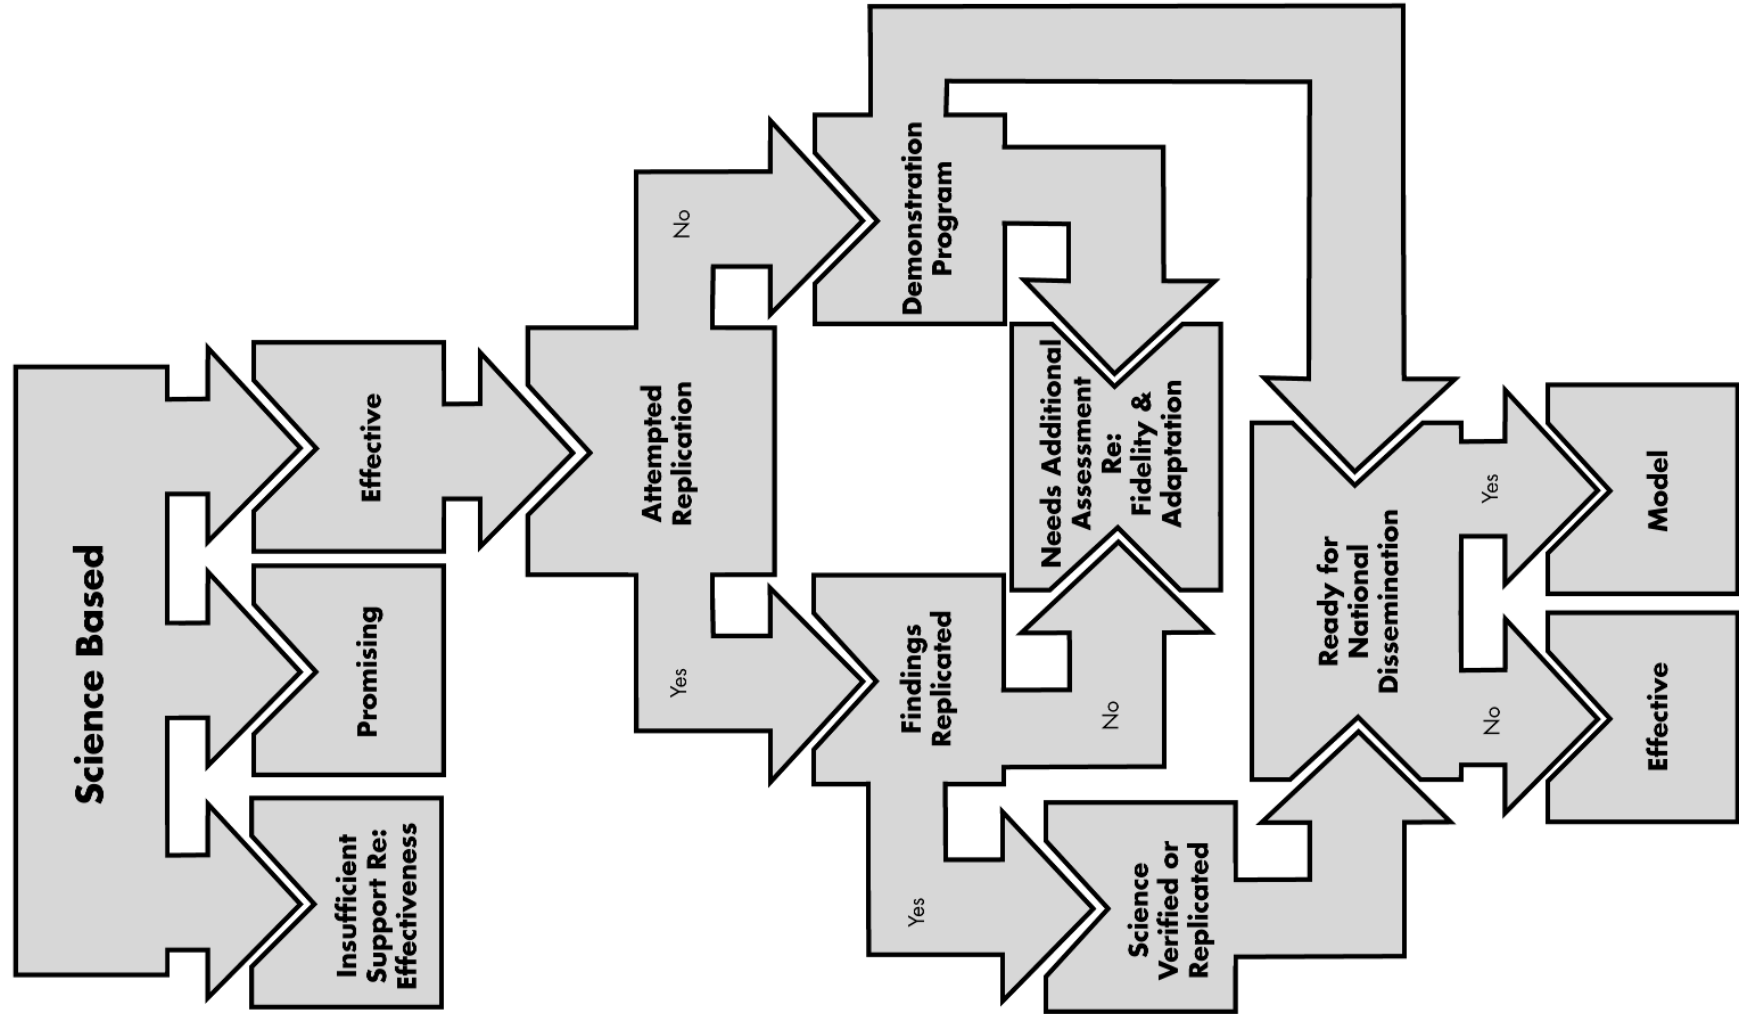 Science Based
Insufficient
Support Re:
Effectiveness
Promising
Effective
Attempted
Replication
Yes
No
Findings
Replicated
Demonstration
Program
Yes
No
Science
Verified or
Replicated
Needs Additional
Assessment
Re:
Fidelity &
Adaptation
Ready for
National
Dissemination
No
Yes
Effective
Model